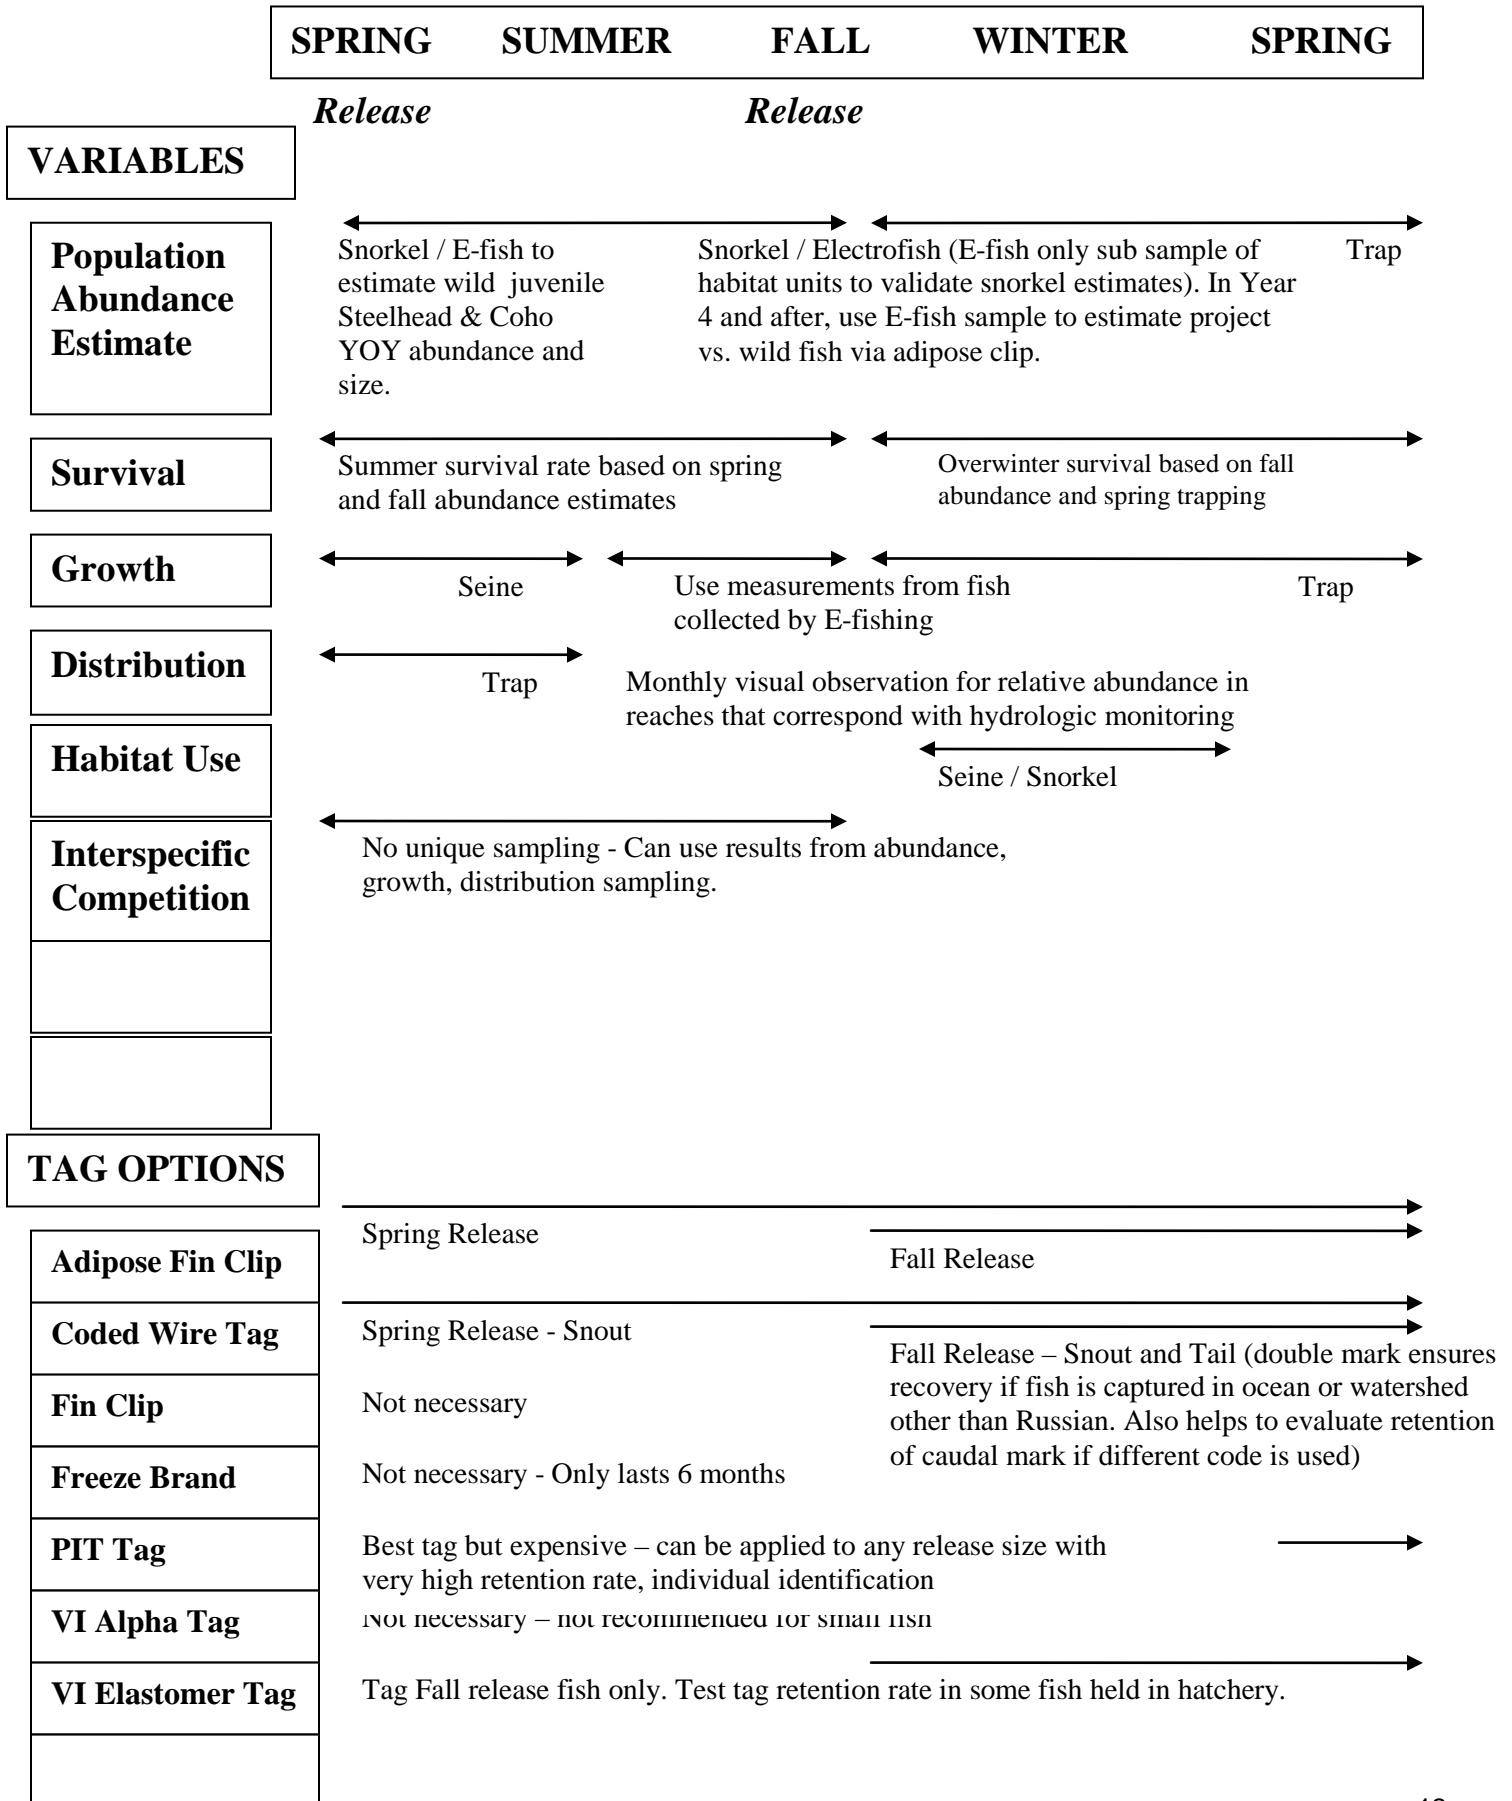 SPRING SUMMER FALL WINTER SPRING
Release Release
VARIABLES
Population
Abundance
Estimate
Snorkel / E-fish to
estimate wild juvenile
Steelhead & Coho
YOY abundance and
size.
Snorkel / Electrofish (E-fish only sub sample of
habitat units to validate snorkel estimates). In Year
4 and after, use E-fish sample to estimate project
vs. wild fish via adipose clip.
Trap
Survival
Summer survival rate based on spring
and fall abundance estimates
Overwinter survival based on fall
abundance and spring trapping
Growth
Seine
Use measurements from fish
collected by E-fishing
Trap
Distribution
Trap
Monthly visual observation for relative abundance in
reaches that correspond with hydrologic monitoring
Habitat Use
Seine / Snorkel
Interspecific
Competition
No unique sampling - Can use results from abundance,
growth, distribution sampling.
TAG OPTIONS
Adipose Fin Clip
Spring Release
Fall Release
Coded Wire Tag
Spring Release - Snout
Fall Release – Snout and Tail (double mark ensures
recovery if fish is captured in ocean or watershed
other than Russian. Also helps to evaluate retention
of caudal mark if different code is used)
Fin Clip
Not necessary
Freeze Brand
Not necessary - Only lasts 6 months
PIT Tag
Best tag but expensive – can be applied to any release size with
very high retention rate, individual identification
VI Alpha Tag
Not necessary – not recommended for small fish
VI Elastomer Tag
Tag Fall release fish only. Test tag retention rate in some fish held in hatchery.